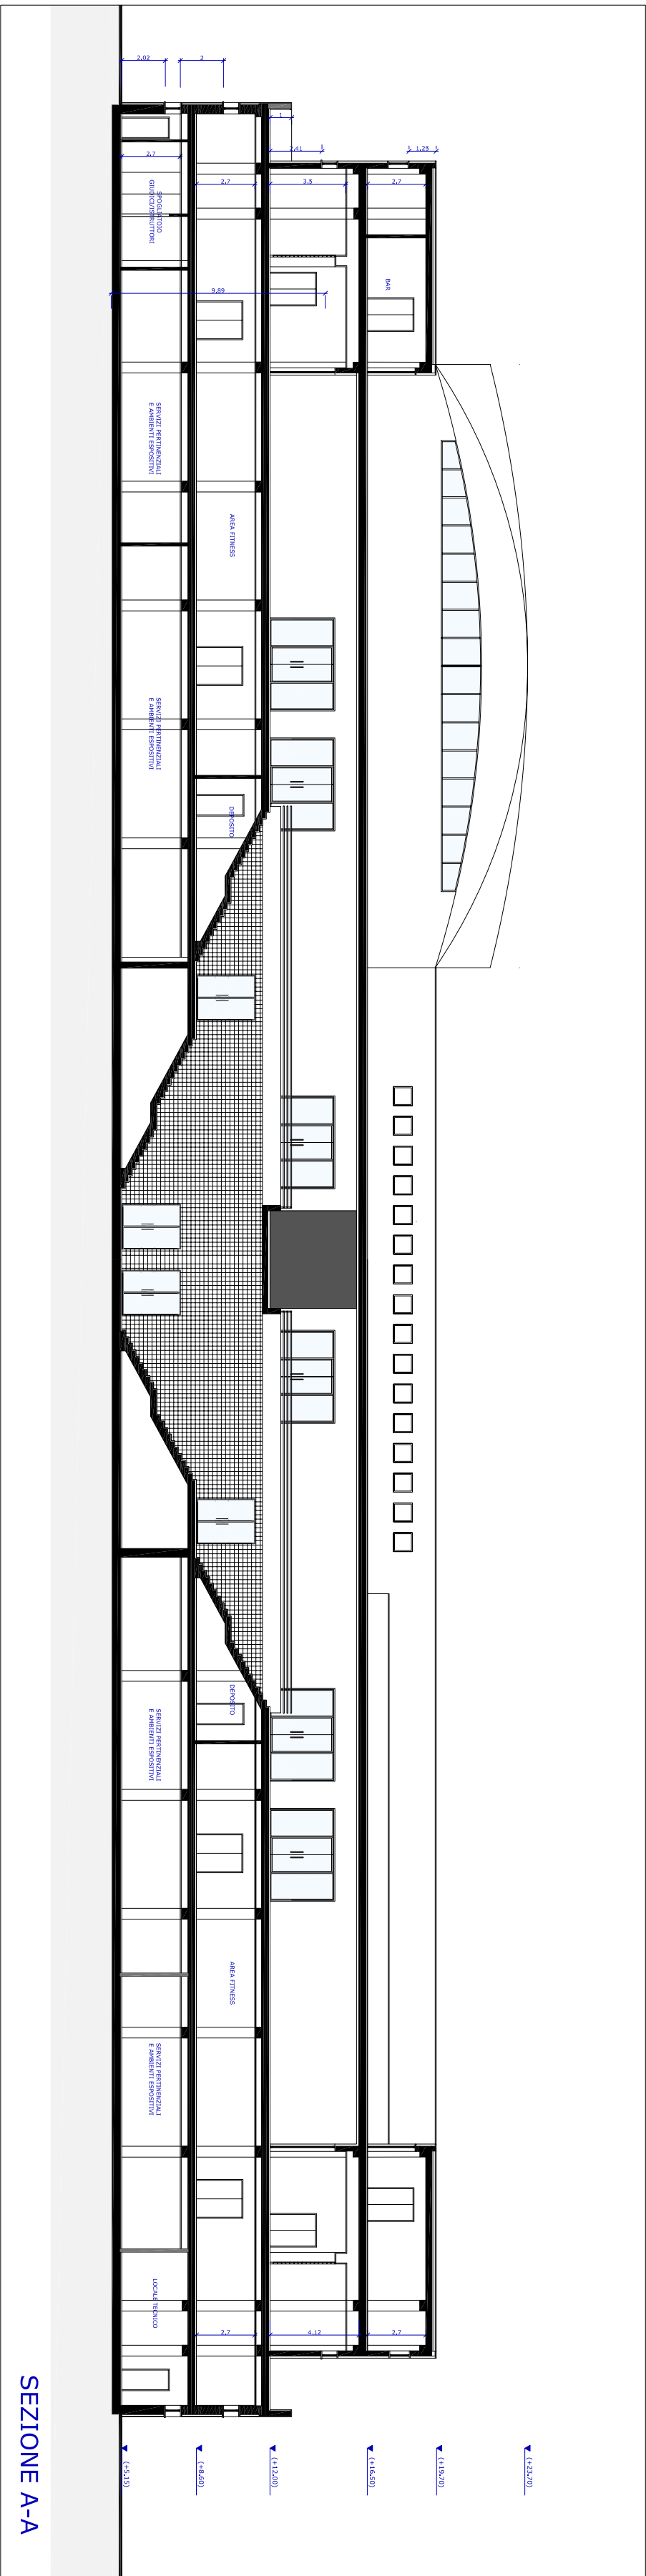 2.02
2
1
2.41
1.25
2.7
2.7
3.5
2.7
SPOGLIATOIO
GIUDICI/ISTRUTTORI
BAR
9.89
SERVIZI PERTINENZIALI
E AMBIENTI ESPOSITIVI
AREA FITNESS
SERVIZI PERTINENZIALI
E AMBIENTI ESPOSITIVI
DEPOSITO
DEPOSITO
SERVIZI PERTINENZIALI
E AMBIENTI ESPOSITIVI
AREA FITNESS
SERVIZI PERTINENZIALI
E AMBIENTI ESPOSITIVI
LOCALE TECNICO
2.7
4.12
2.7
(+5.15)
(+8.60)
(+12.00)
(+16.50)
(+19.70)
(+23.70)
SEZIONE A-A